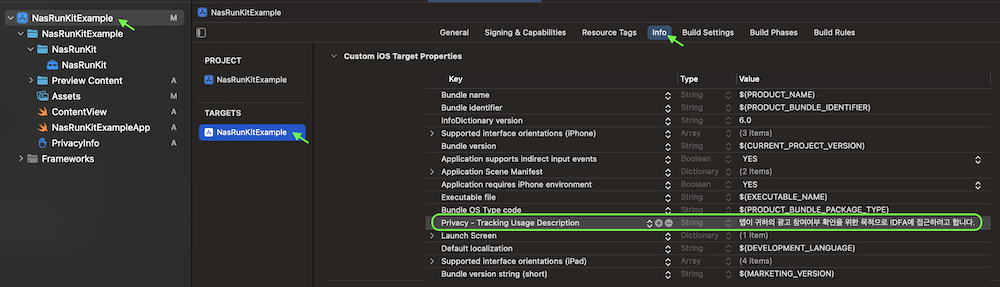 NasRunKitExample M
NasRunKitExample
NasRunKit
NasRunKit
Preview Content A
Assets M
ContentView A
NasRunKitExampleApp A
PrivacyInfo A
Frameworks
NasRunKitExample
General Signing & Capabilities Resource Tags Info Build Settings Build Phases Build Rules
PROJECT
NasRunKitExample
TARGETS
NasRunKitExample
Custom iOS Target Properties
Key Type Value
Bundle name String $(PRODUCT_NAME)
Bundle identifier String $(PRODUCT_BUNDLE_IDENTIFIER)
InfoDictionary version String 6.0
Supported interface orientations (iPhone) Array (3 items)
Bundle version String $(CURRENT_PROJECT_VERSION)
Application supports indirect input events Boolean YES
Application Scene Manifest Dictionary (2 items)
Application requires iPhone environment Boolean YES
Executable file String $(EXECUTABLE_NAME)
Bundle OS Type code String $(PRODUCT_BUNDLE_PACKAGE_TYPE)
Privacy - Tracking Usage Description String 앱이 귀하의 광고 참여여부 확인을 위한 목적으로 IDFA에 접근하려고 합니다.
Launch Screen Dictionary (1 item)
Default localization String $(DEVELOPMENT_LANGUAGE)
Supported interface orientations (iPad) Array (4 items)
Bundle version string (short) String $(MARKETING_VERSION)